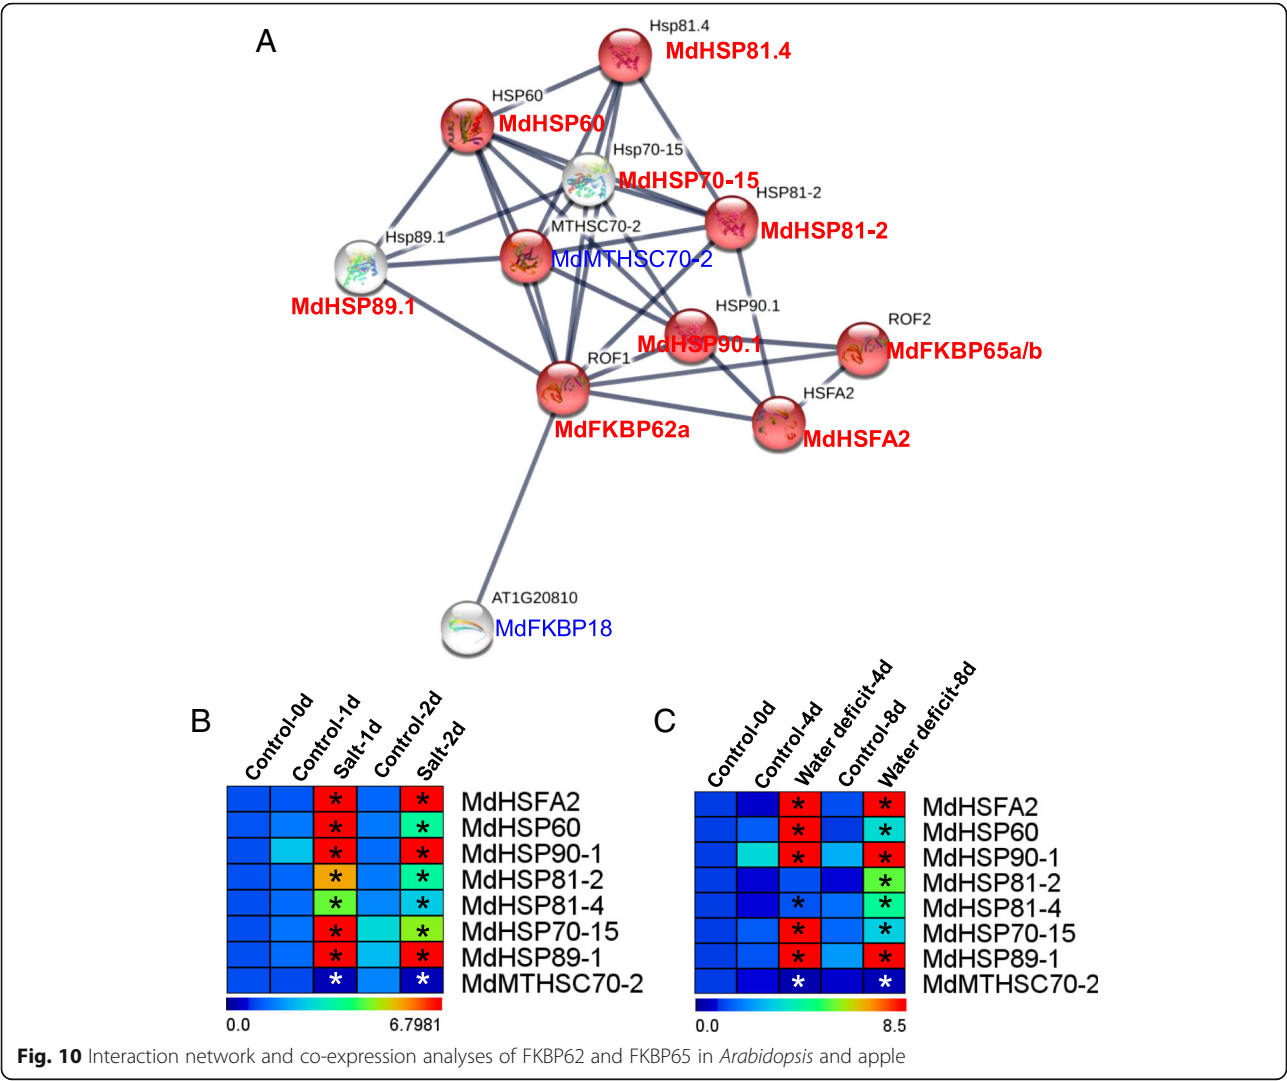 A
Hsp81.4
MdHSP81.4
HSP60
MdHSP60
Hsp70-15
MdHSP70-15
HSP81-2
MdHSP81-2
MTHSC70-2
MdMTHSC70-2
Hsp89.1
MdHSP89.1
HSP90.1
MdHSP90.1
ROF2
MdFKBP65a/b
ROF1
MdFKBP62a
HSFA2
MdHSFA2
AT1G20810
MdFKBP18
B
Control-0d
Control-1d
Salt-1d
Control-2d
Salt-2d
* * MdHSFA2
* * MdHSP60
* * MdHSP90-1
* * MdHSP81-2
* * MdHSP81-4
* * MdHSP70-15
* * MdHSP89-1
* * MdMTHSC70-2
0.0 6.7981
C
Control-0d
Control-4d
Water deficit-4d
Control-8d
Water deficit-8d
* * MdHSFA2
* * MdHSP60
* * MdHSP90-1
* MdHSP81-2
* * MdHSP81-4
* * MdHSP70-15
* * MdHSP89-1
* * MdMTHSC70-2
0.0 8.5
Fig. 10 Interaction network and co-expression analyses of FKBP62 and FKBP65 in Arabidopsis and apple